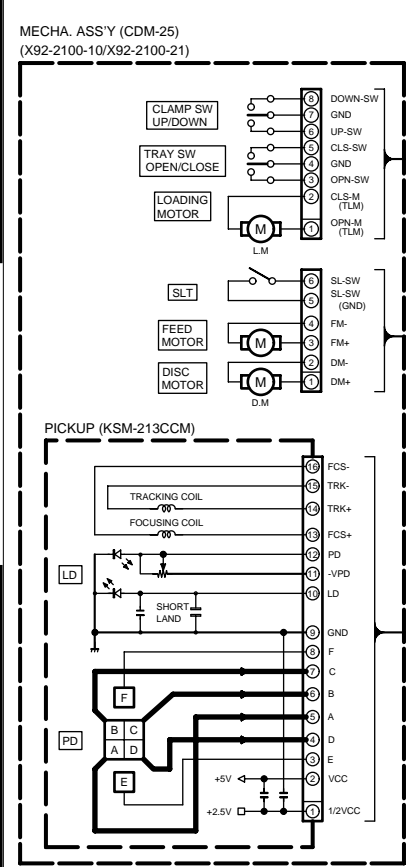 MECHA. ASS'Y (CDM-25)
(X92-2100-10/X92-2100-21)
CLAMP SW
UP/DOWN
8 DOWN-SW
7 GND
6 UP-SW
TRAY SW
OPEN/CLOSE
5 CLS-SW
4 GND
3 OPN-SW
LOADING
MOTOR
2 CLS-M
(TLM)
M
L.M
1 OPN-M
(TLM)
SLT
6 SL-SW
5 SL-SW
(GND)
FEED
MOTOR
M
4 FM-
3 FM+
DISC
MOTOR
M
D.M
2 DM-
1 DM+
PICKUP (KSM-213CCM)
16 FCS-
15 TRK-
TRACKING COIL
14 TRK+
FOCUSING COIL
13 FCS+
12 PD
LD
11 -VPD
10 LD
SHORT
LAND
9 GND
8 F
7 C
F
6 B
B C
A D
5 A
PD
4 D
E
3 E
+5V
2 VCC
+2.5V
1 1/2VCC